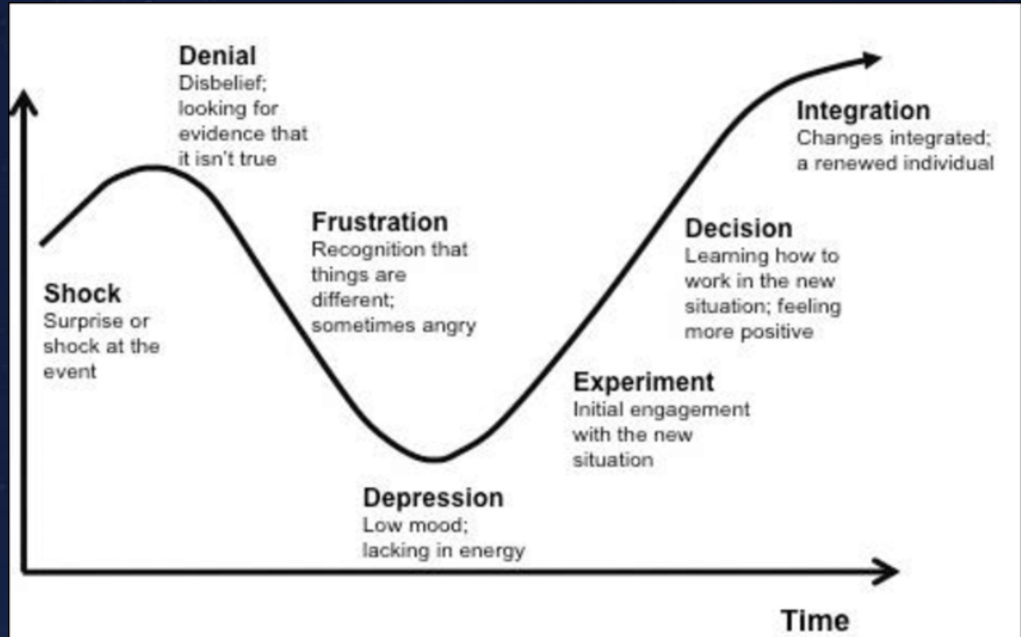 Denial
Disbelief;
looking for
evidence that
it isn't true
Shock
Surprise or
shock at the
event
Frustration
Recognition that
things are
different;
sometimes angry
Depression
Low mood;
lacking in energy
Experiment
Initial engagement
with the new
situation
Decision
Learning how to
work in the new
situation; feeling
more positive
Integration
Changes integrated;
a renewed individual
Time